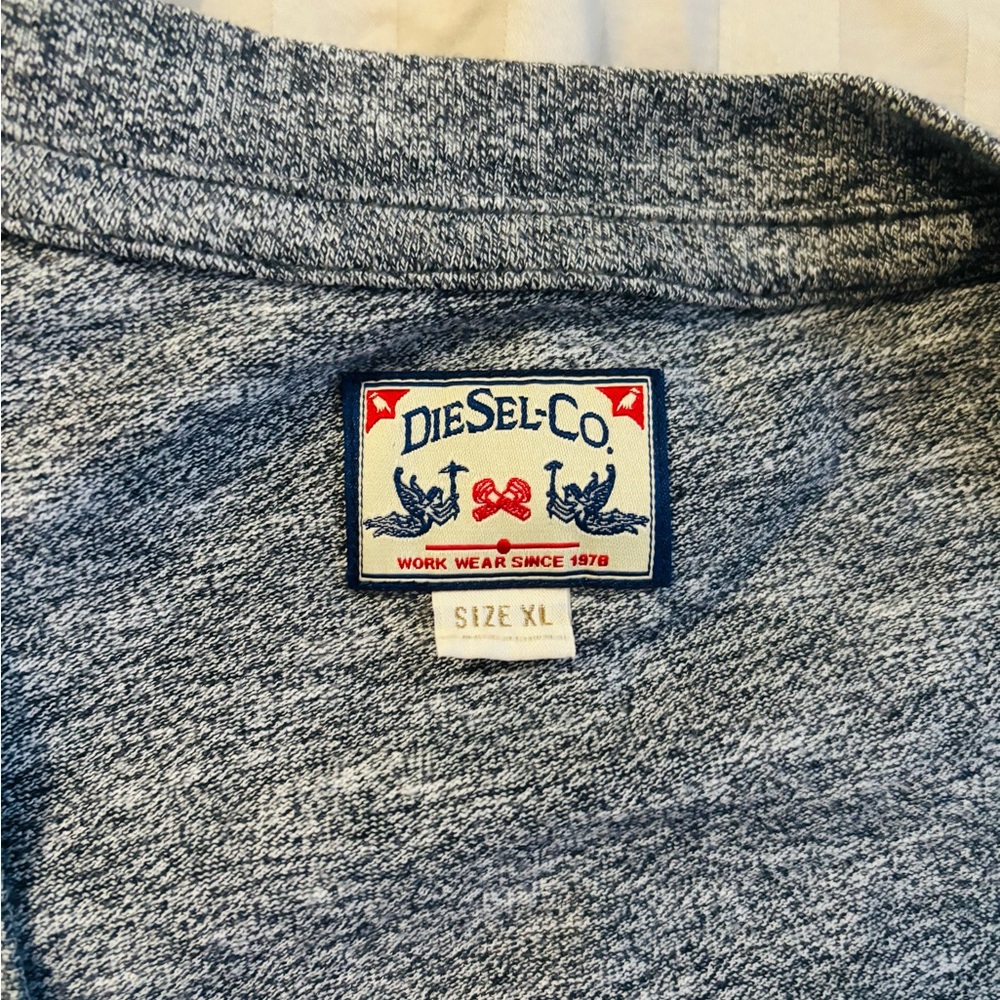 DIESEL-CO.
WORK WEAR SINCE 1978
SIZE XL